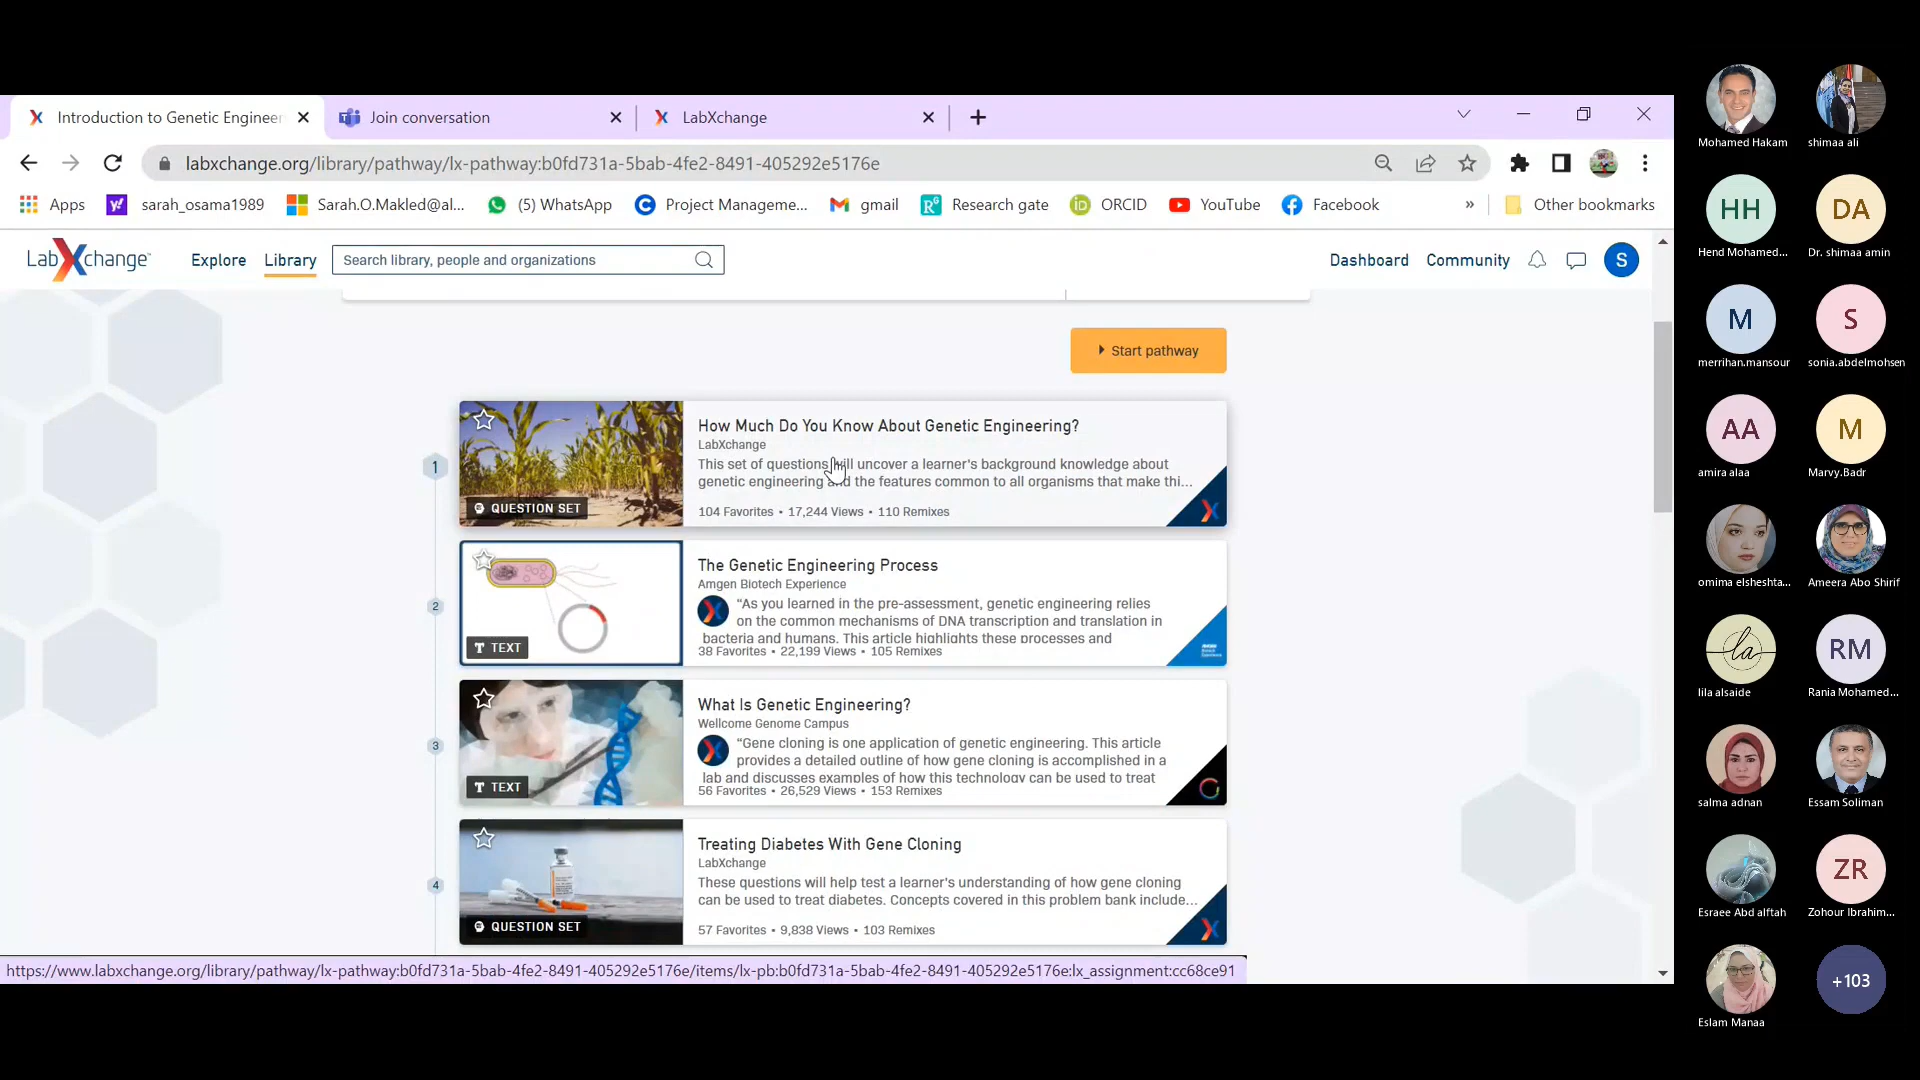 Introduction to Genetic Engineer
Join conversation
LabXchange
labxchange.org/library/pathway/lx-pathway:b0fd731a-5bab-4fe2-8491-405292e5176e
Apps
sarah_osama1989
Sarah.O.Makled@al...
(5) WhatsApp
Project Manageme...
gmail
Research gate
ORCID
YouTube
Facebook
»
Other bookmarks
LabXchange
Explore
Library
Search library, people and organizations
Dashboard
Community
S
Start pathway
1
How Much Do You Know About Genetic Engineering?
LabXchange
This set of questions will uncover a learner's background knowledge about
genetic engineering and the features common to all organisms that make thi...
104 Favorites • 17,244 Views • 110 Remixes
QUESTION SET
2
The Genetic Engineering Process
Amgen Biotech Experience
“As you learned in the pre-assessment, genetic engineering relies
on the common mechanisms of DNA transcription and translation in
bacteria and humans. This article highlights these processes and
38 Favorites • 22,199 Views • 105 Remixes
TEXT
3
What Is Genetic Engineering?
Wellcome Genome Campus
“Gene cloning is one application of genetic engineering. This article
provides a detailed outline of how gene cloning is accomplished in a
lab and discusses examples of how this technology can be used to treat
56 Favorites • 26,529 Views • 153 Remixes
TEXT
4
Treating Diabetes With Gene Cloning
LabXchange
These questions will help test a learner's understanding of how gene cloning
can be used to treat diabetes. Concepts covered in this problem bank include...
57 Favorites • 9,838 Views • 103 Remixes
QUESTION SET
https://www.labxchange.org/library/pathway/lx-pathway:b0fd731a-5bab-4fe2-8491-405292e5176e/items/lx-pb:b0fd731a-5bab-4fe2-8491-405292e5176e:lx_assignment:cc68ce91
Mohamed Hakam
shimaa ali
HH
Hend Mohamed...
DA
Dr. shimaa amin
M
merrihan.mansour
S
sonia.abdelmohsen
AA
amira alaa
M
Marvy.Badr
omima elsheshta...
Ameera Abo Shirif
la
lila alsaide
RM
Rania Mohamed...
salma adnan
Essam Soliman
Esraee Abd alftah
ZR
Zohour Ibrahim...
Eslam Manaa
+103